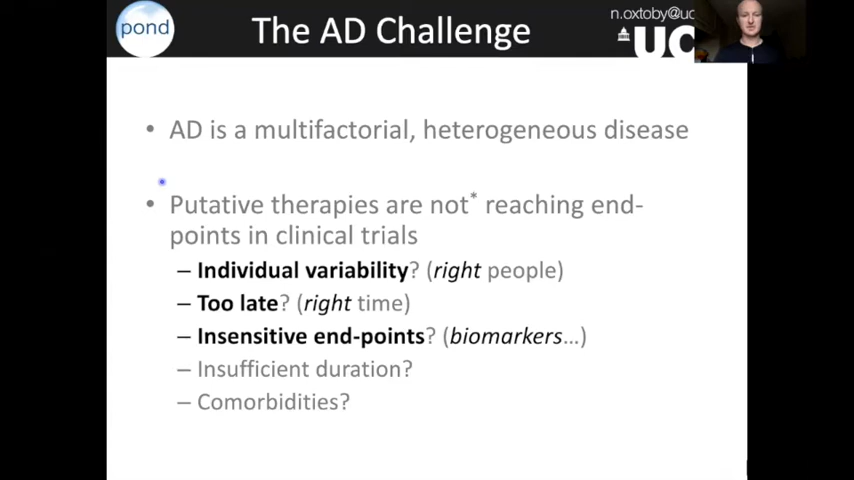 pond
The AD Challenge
n.oxtoby@uc
UC
• AD is a multifactorial, heterogeneous disease
• Putative therapies are not* reaching end-
points in clinical trials
– Individual variability? (right people)
– Too late? (right time)
– Insensitive end-points? (biomarkers…)
– Insufficient duration?
– Comorbidities?